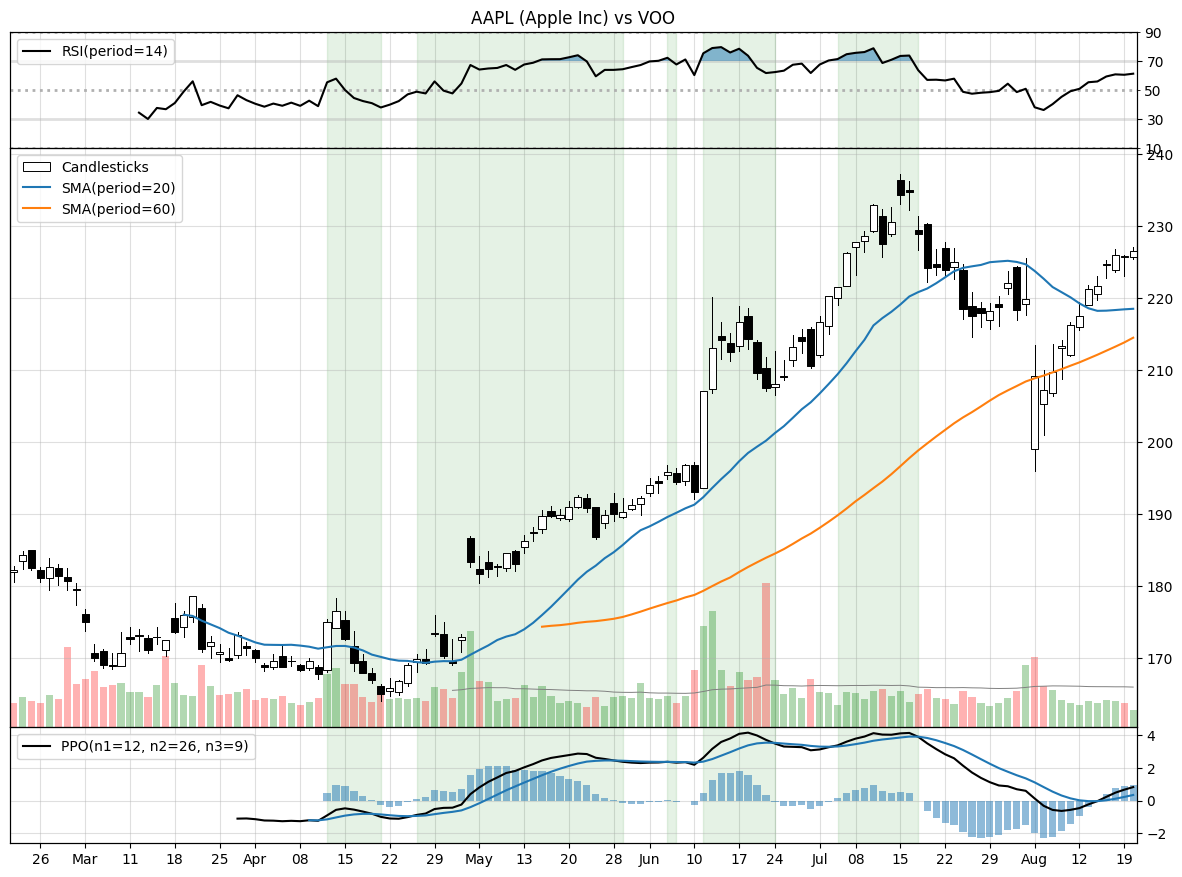 AAPL (Apple Inc) vs VOO
RSI(period=14)
90
70
50
30
10
Candlesticks
SMA(period=20)
SMA(period=60)
240
230
220
210
200
190
180
170
PPO(n1=12, n2=26, n3=9)
4
2
0
−2
26 Mar 11 18 25 Apr 08 15 22 29 May 13 20 28 Jun 10 17 24 Jul 08 15 22 29 Aug 12 19